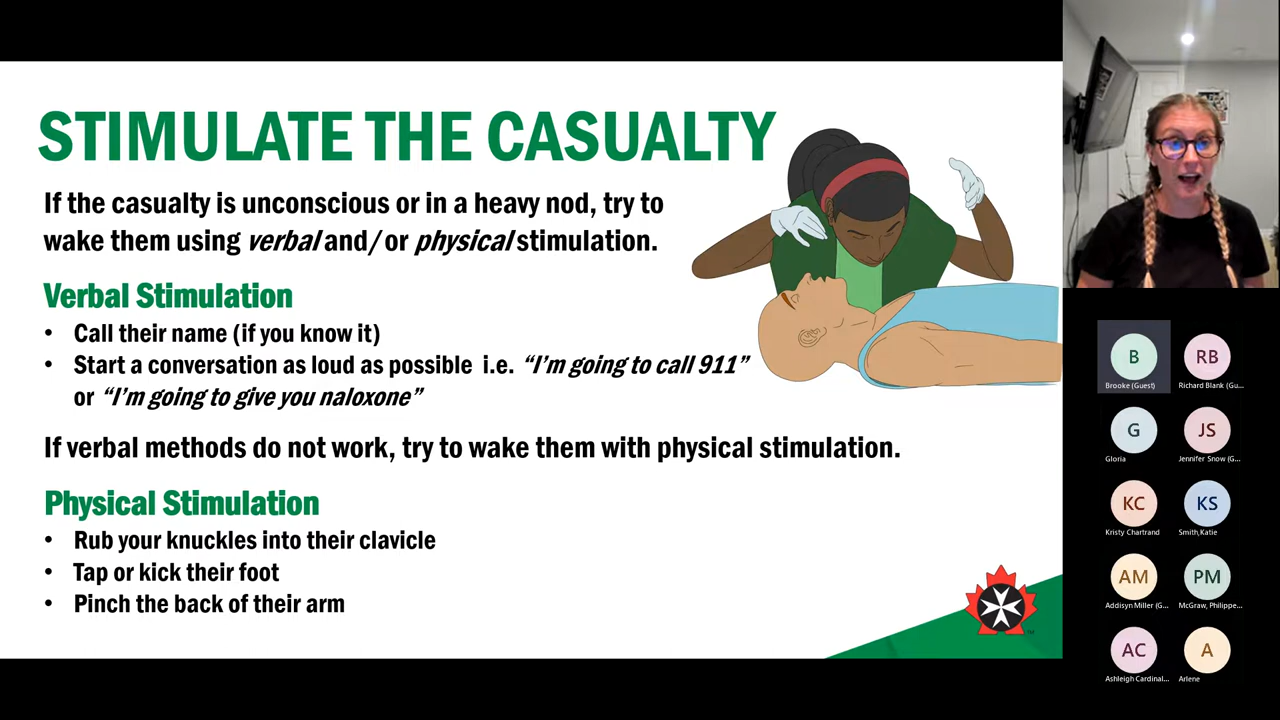 STIMULATE THE CASUALTY
If the casualty is unconscious or in a heavy nod, try to
wake them using verbal and/or physical stimulation.
Verbal Stimulation
• Call their name (if you know it)
• Start a conversation as loud as possible i.e. “I’m going to call 911”
or “I’m going to give you naloxone”
If verbal methods do not work, try to wake them with physical stimulation.
Physical Stimulation
• Rub your knuckles into their clavicle
• Tap or kick their foot
• Pinch the back of their arm
B
Brooke (Guest)
RB
Richard Blank (Gu...
G
Gloria
JS
Jennifer Snow (G...
KC
Kristy Chartrand
KS
Smith,Katie
AM
Addisyn Miller (G...
PM
McGraw, Philippe...
AC
Ashleigh Cardinal...
A
Arlene